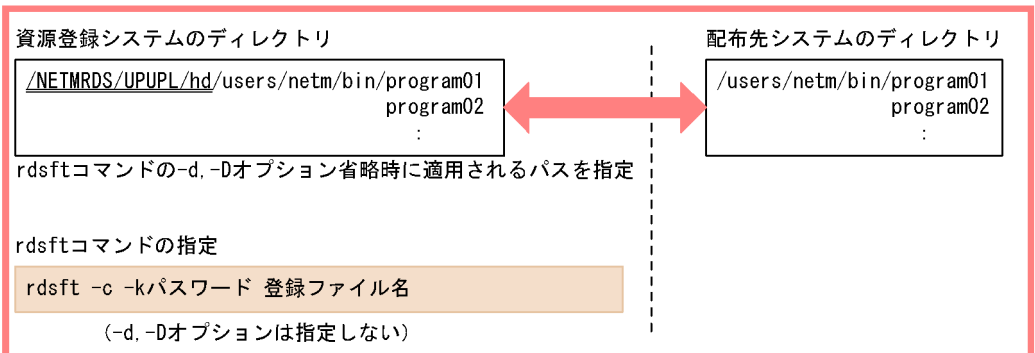 資源登録システムのディレクトリ
配布先システムのディレクトリ
/NETMRDS/UPUPL/hd/users/netm/bin/program01
program02
:
/users/netm/bin/program01
program02
:
rdsftコマンドの-d,-Dオプション省略時に適用されるパスを指定
rdsftコマンドの指定
rdsft -c -kパスワード 登録ファイル名
(-d,-Dオプションは指定しない)